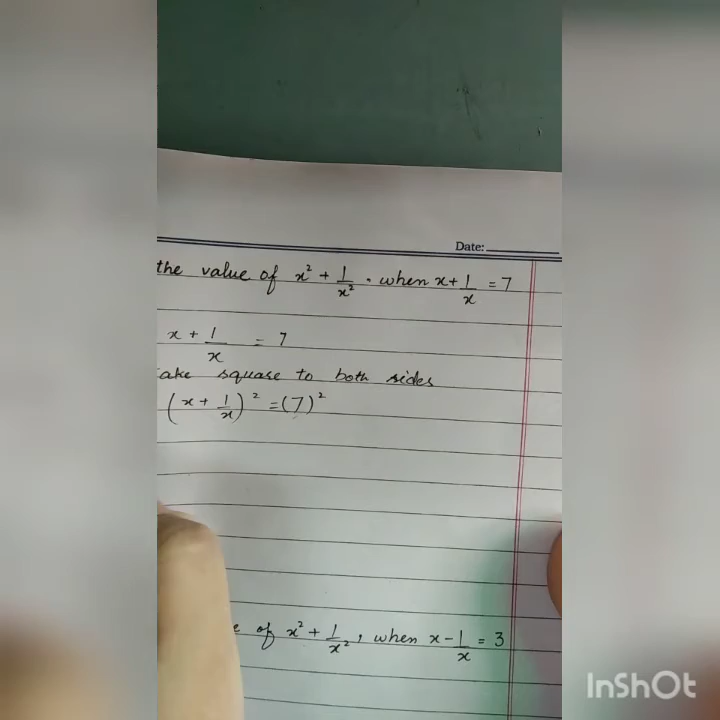 Date:
the value of x² + 1/x² . when x + 1/x = 7
x + 1/x = 7
ake square to both sides
(x + 1/x)² = (7)²
e of x² + 1/x² , when x - 1/x = 3
InShOt